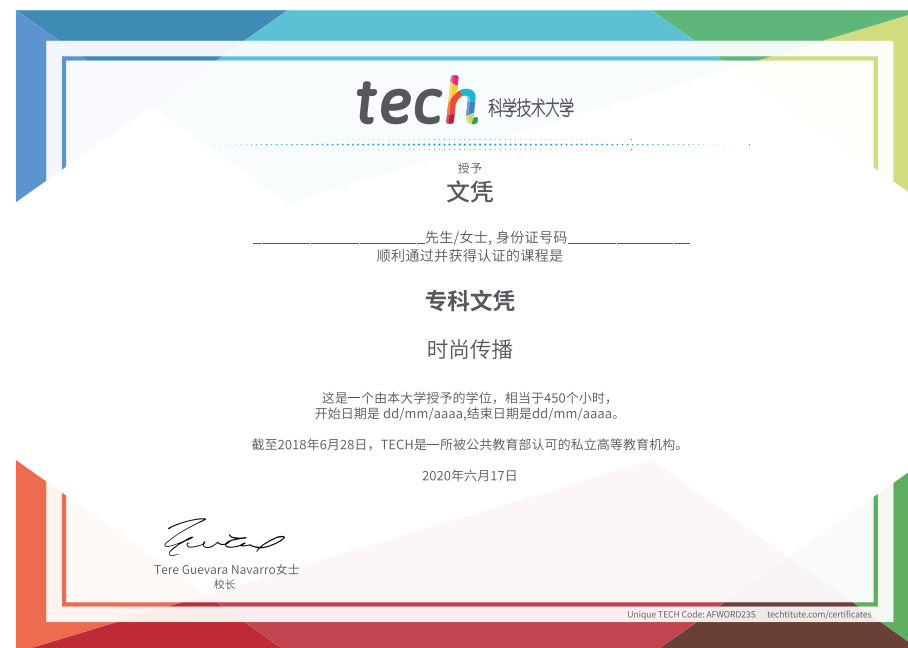 tech 科学技术大学
授予
文凭
______________________先生/女士, 身份证号码________________
顺利通过并获得认证的课程是
专科文凭
时尚传播
这是一个由本大学授予的学位，相当于450个小时，
开始日期是 dd/mm/aaaa,结束日期是dd/mm/aaaa。
截至2018年6月28日，TECH是一所被公共教育部认可的私立高等教育机构。
2020年六月17日
Tere Guevara Navarro女士
校长
Unique TECH Code: AFWORD23S techtitute.com/certificates